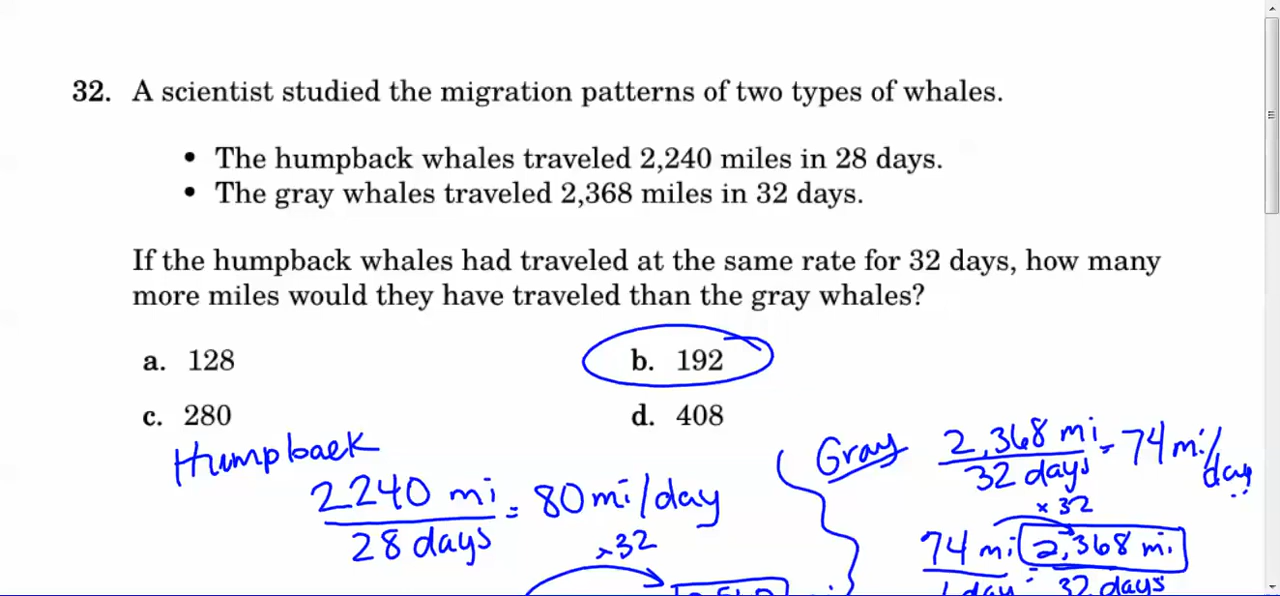 32. A scientist studied the migration patterns of two types of whales.
• The humpback whales traveled 2,240 miles in 28 days.
• The gray whales traveled 2,368 miles in 32 days.
If the humpback whales had traveled at the same rate for 32 days, how many
more miles would they have traveled than the gray whales?
a. 128
b. 192
c. 280
d. 408
Humpback
2240 mi
28 days
= 80 mi/day
×32
Gray
2,368 mi
32 days
= 74 mi/
day
×32
74 mi
1 day
=
2,368 mi.
32 days